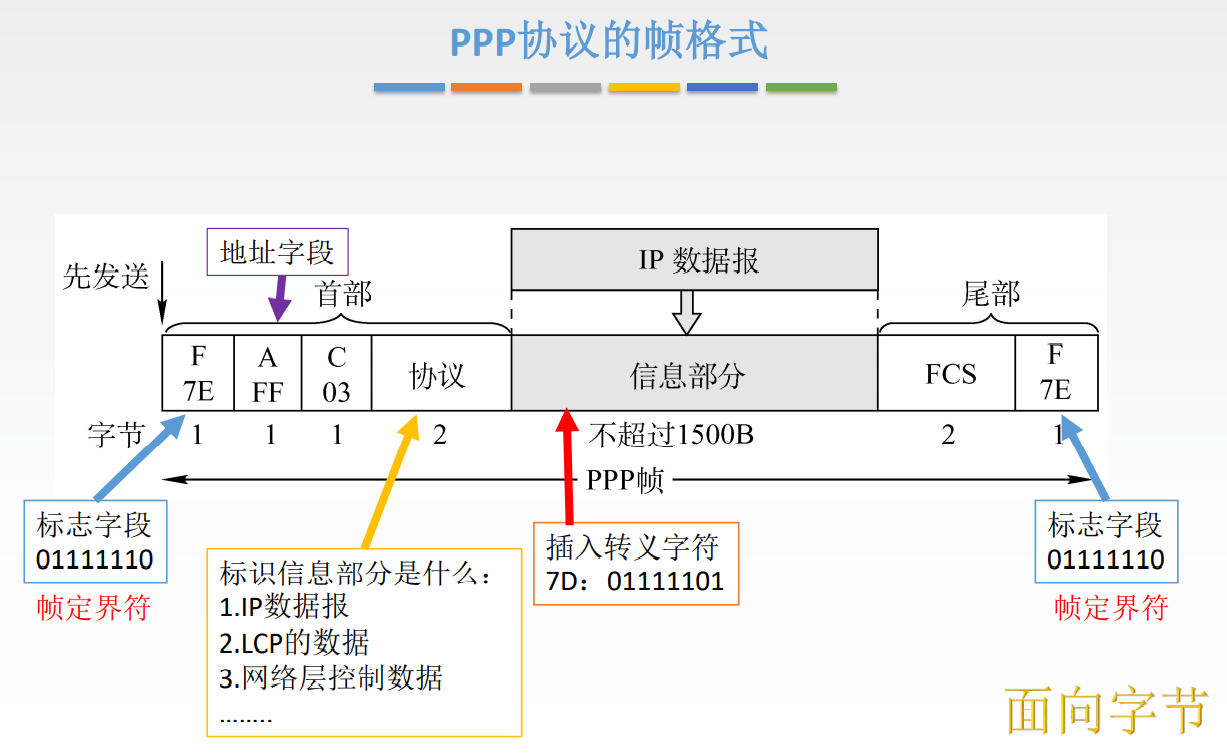 PPP协议的帧格式
地址字段
IP 数据报
先发送
首部
尾部
F
7E
A
FF
C
03
协议
信息部分
FCS
F
7E
字节
1
1
1
2
不超过1500B
2
1
PPP帧
标志字段
01111110
帧定界符
标识信息部分是什么：
1.IP数据报
2.LCP的数据
3.网络层控制数据
........
插入转义字符
7D：01111101
标志字段
01111110
帧定界符
面向字节